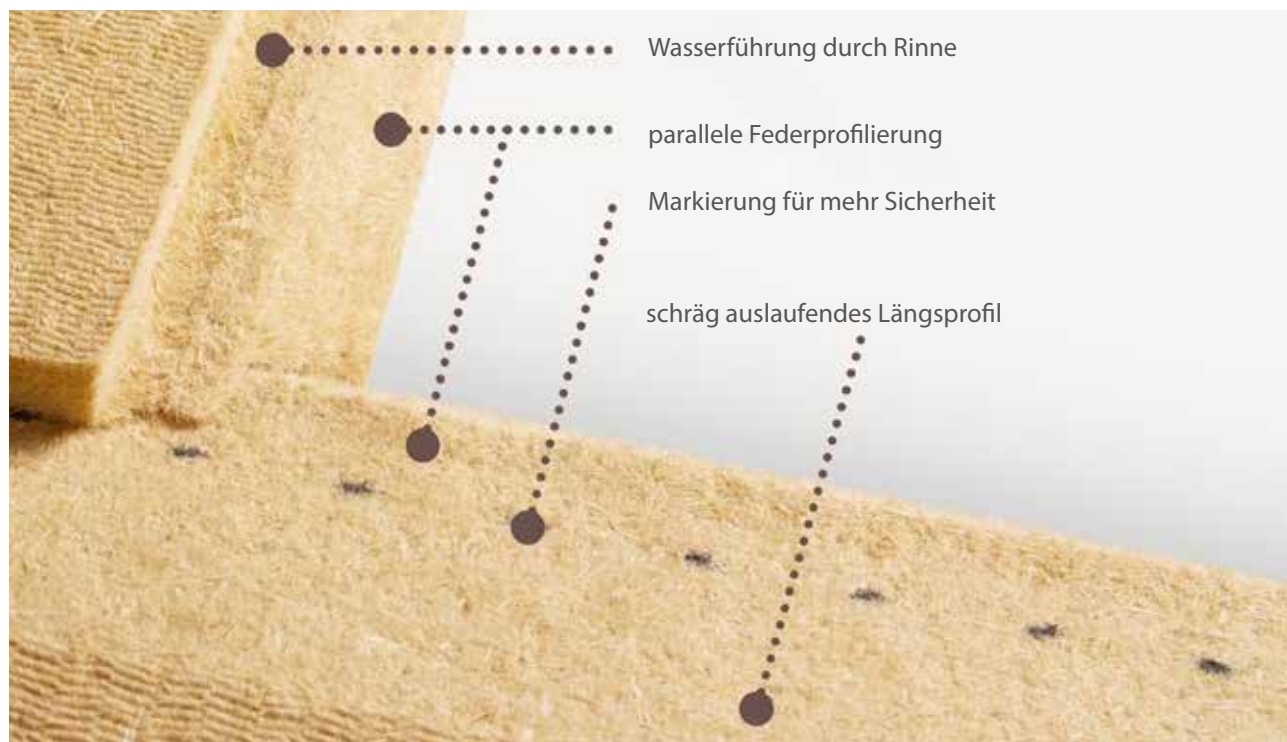 Wasserführung durch Rinne
parallele Federprofilierung
Markierung für mehr Sicherheit
schräg auslaufendes Längsprofil